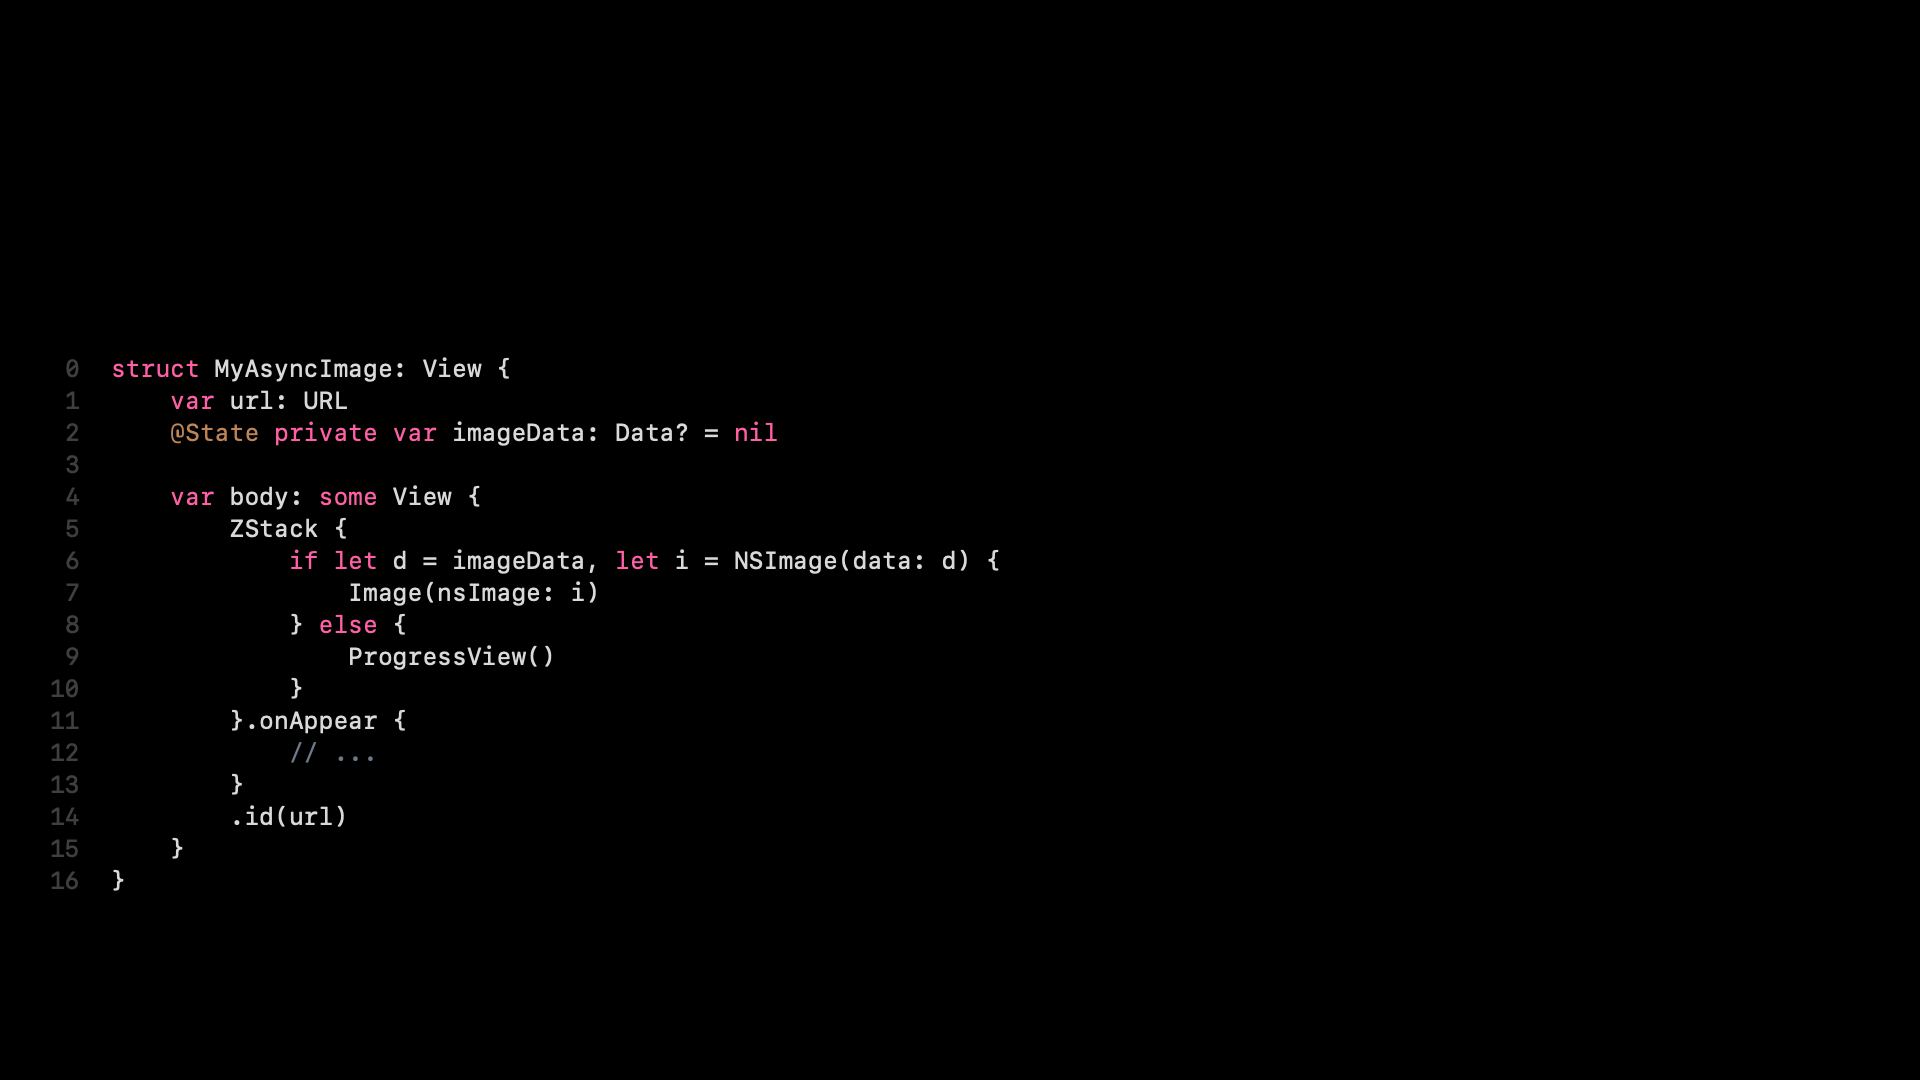 0 struct MyAsyncImage: View {
1     var url: URL
2     @State private var imageData: Data? = nil
3
4     var body: some View {
5         ZStack {
6             if let d = imageData, let i = NSImage(data: d) {
7                 Image(nsImage: i)
8             } else {
9                 ProgressView()
10             }
11         }.onAppear {
12             // ...
13         }
14         .id(url)
15     }
16 }